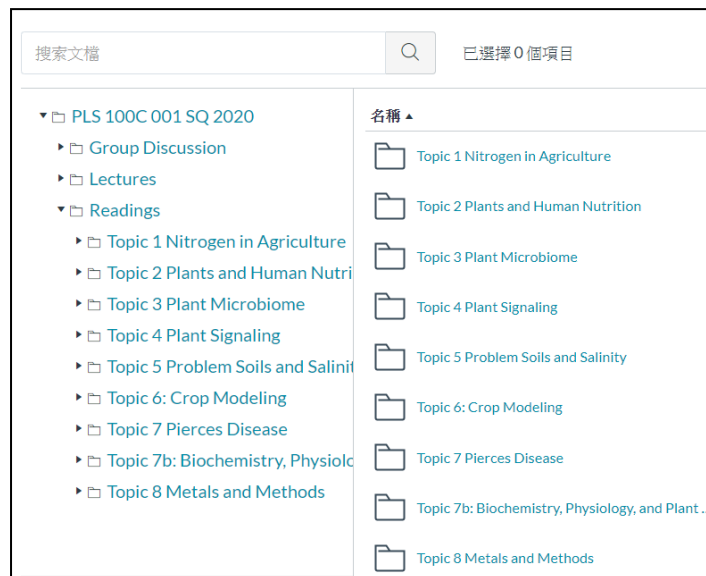 搜索文檔
已選擇 0 個項目
PLS 100C 001 SQ 2020
Group Discussion
Lectures
Readings
Topic 1 Nitrogen in Agriculture
Topic 2 Plants and Human Nutri
Topic 3 Plant Microbiome
Topic 4 Plant Signaling
Topic 5 Problem Soils and Salinit
Topic 6: Crop Modeling
Topic 7 Pierces Disease
Topic 7b: Biochemistry, Physiolo
Topic 8 Metals and Methods
名稱
Topic 1 Nitrogen in Agriculture
Topic 2 Plants and Human Nutrition
Topic 3 Plant Microbiome
Topic 4 Plant Signaling
Topic 5 Problem Soils and Salinity
Topic 6: Crop Modeling
Topic 7 Pierces Disease
Topic 7b: Biochemistry, Physiology, and Plant ..
Topic 8 Metals and Methods